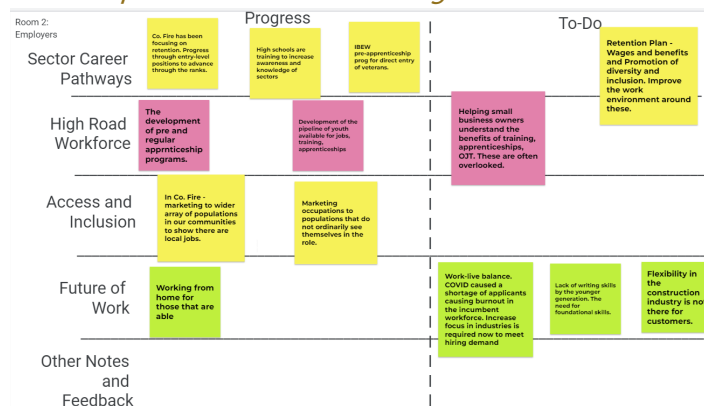 Room 2:
Employers
Progress
To-Do
Sector Career
Pathways
Co. Fire has been
focusing on
retention. Progress
through entry-level
positions to advance
through the ranks.
High schools are
training to increase
awareness and
knowledge of
sectors
IBEW
pre-apprenticeship
prog for direct entry
of veterans.
Retention Plan -
Wages and benefits
and Promotion of
diversity and
inclusion. Improve
the work
environment around
these.
High Road
Workforce
The
development
of pre and
regular
apprnticeship
programs.
Development of the
pipeline of youth
available for jobs,
training,
apprenticeships
Helping small
business owners
understand the
benefits of training,
apprenticeships,
OJT. These are often
overlooked.
Access and
Inclusion
In Co. Fire -
marketing to wider
array of populations
in our communities
to show there are
local jobs.
Marketing
occupations to
populations that do
not ordinarily see
themselves in the
role.
Future of
Work
Working from
home for
those that are
able
Work-live balance.
COVID caused a
shortage of applicants
causing burnout in
the incumbent
workforce. Increase
focus in industries is
required now to meet
hiring demand
Lack of writing skills
by the younger
generation. The
need for
foundational skills.
Flexibility in
the
construction
industry is not
there for
customers.
Other Notes
and
Feedback